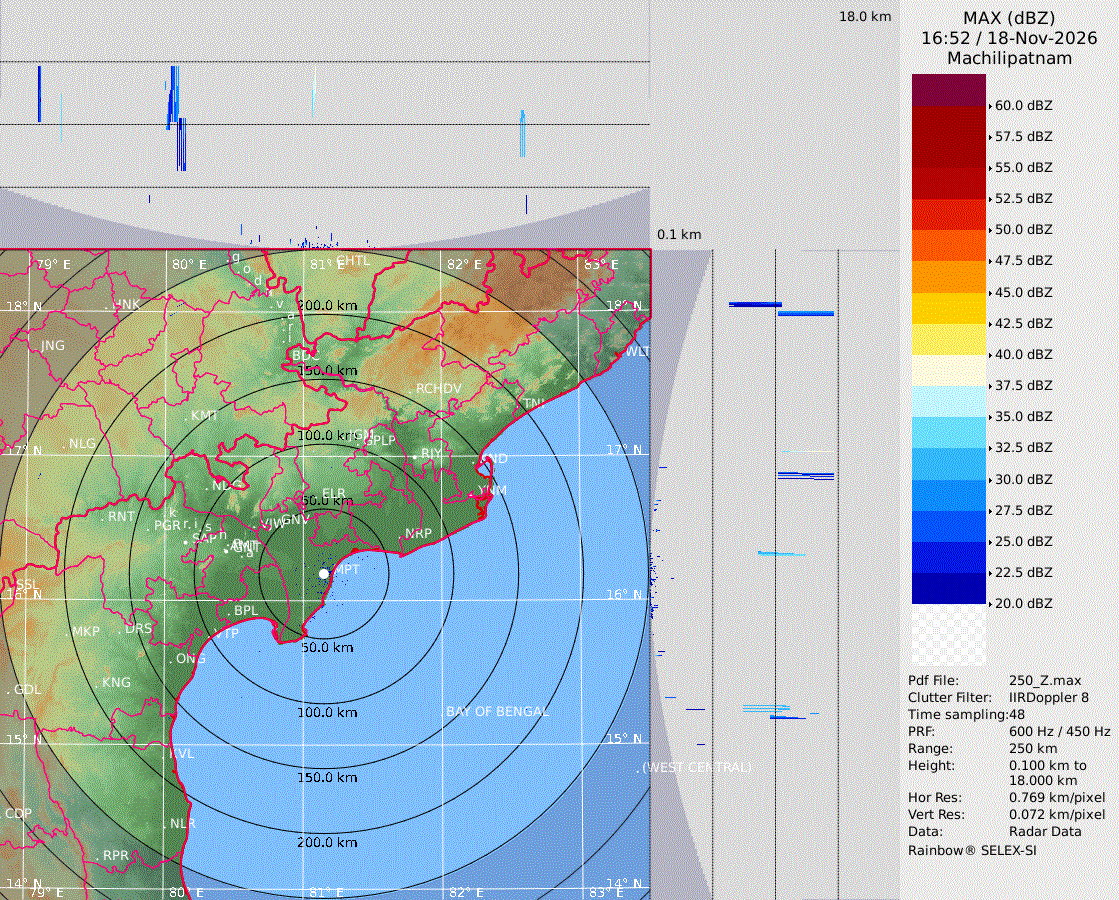 18.0 km
MAX (dBZ)
16:52 / 18-Nov-2026
Machilipatnam
60.0 dBZ
57.5 dBZ
55.0 dBZ
52.5 dBZ
50.0 dBZ
47.5 dBZ
45.0 dBZ
42.5 dBZ
40.0 dBZ
37.5 dBZ
35.0 dBZ
32.5 dBZ
30.0 dBZ
27.5 dBZ
25.0 dBZ
22.5 dBZ
20.0 dBZ
0.1 km
79° E
80° E
81° E
CHTL
82° E
83° E
g
o
d
v
a
r
i
18° N
HNK
200.0 km
18° N
JNG
WLT
BDC
150.0 km
RCHDV
TNI
KMT
100.0 km
GPLP
17° N
NLG
RJY
17° N
ELR
50.0 km
RNT
k
r
i
s
n
PGR
VIW
GNV
NRP
GNT
MPT
SSL
16° N
16° N
BPL
MKP
DRS
ONG
50.0 km
KNG
GDL
100.0 km
BAY OF BENGAL
15° N
KVL
15° N
(WEST CENTRAL)
150.0 km
CDP
NLR
200.0 km
RPR
14° N
14° N
79° E
80° E
81° E
82° E
83° E
Pdf File: 250_Z.max
Clutter Filter: IIRDoppler 8
Time sampling:48
PRF: 600 Hz / 450 Hz
Range: 250 km
Height: 0.100 km to
18.000 km
Hor Res: 0.769 km/pixel
Vert Res: 0.072 km/pixel
Data: Radar Data
Rainbow® SELEX-SI